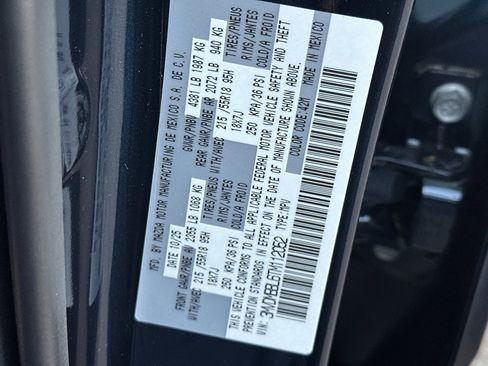 MFD BY MAZDA MOTOR MANUFACTURING DE MEXICO S.A. DE C.V.
DATE 10/25 GVWR/PNBV 4381 LB 1987 KG
FRONT GAWR/PNBE AV 2355 LB 1068 KG REAR GAWR/PNBE AR 2072 LB 940 KG
WITH/AVEC 215/55R18 95H TIRES/PNEUS WITH/AVEC 215/55R18 95H TIRES/PNEUS
18X7J RIMS/JANTES 18X7J RIMS/JANTES
250 KPA/36 PSI COLD/A FROID 250 KPA/36 PSI COLD/A FROID
THIS VEHICLE CONFORMS TO ALL APPLICABLE FEDERAL MOTOR VEHICLE SAFETY AND THEFT
PREVENTION STANDARDS IN EFFECT ON THE DATE OF MANUFACTURE SHOWN ABOVE.
TYPE:MPV COLOR CODE:42M MADE IN MEXICO
VIN: